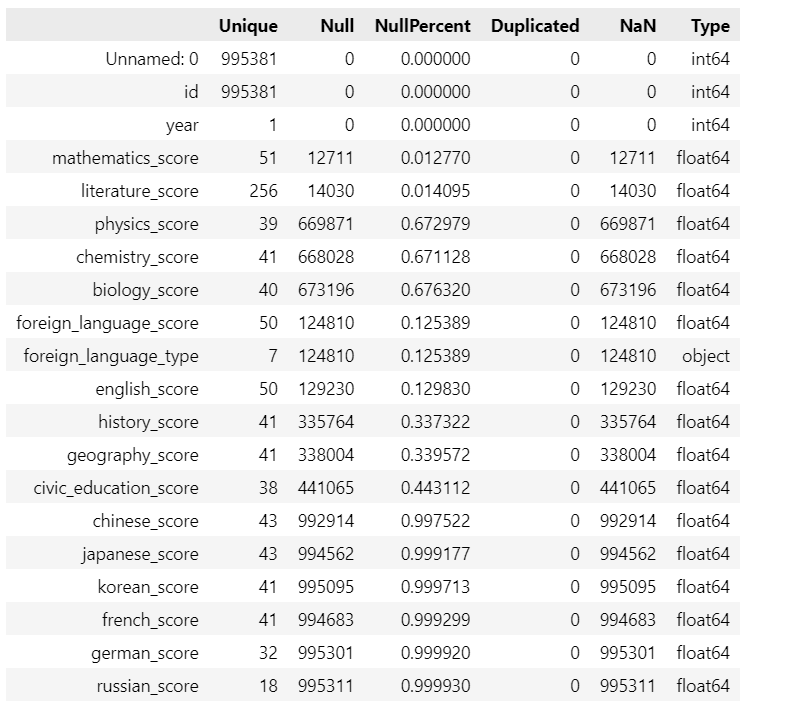 Unique Null NullPercent Duplicated NaN Type
Unnamed: 0 995381 0 0.000000 0 0 int64
id 995381 0 0.000000 0 0 int64
year 1 0 0.000000 0 0 int64
mathematics_score 51 12711 0.012770 0 12711 float64
literature_score 256 14030 0.014095 0 14030 float64
physics_score 39 669871 0.672979 0 669871 float64
chemistry_score 41 668028 0.671128 0 668028 float64
biology_score 40 673196 0.676320 0 673196 float64
foreign_language_score 50 124810 0.125389 0 124810 float64
foreign_language_type 7 124810 0.125389 0 124810 object
english_score 50 129230 0.129830 0 129230 float64
history_score 41 335764 0.337322 0 335764 float64
geography_score 41 338004 0.339572 0 338004 float64
civic_education_score 38 441065 0.443112 0 441065 float64
chinese_score 43 992914 0.997522 0 992914 float64
japanese_score 43 994562 0.999177 0 994562 float64
korean_score 41 995095 0.999713 0 995095 float64
french_score 41 994683 0.999299 0 994683 float64
german_score 32 995301 0.999920 0 995301 float64
russian_score 18 995311 0.999930 0 995311 float64